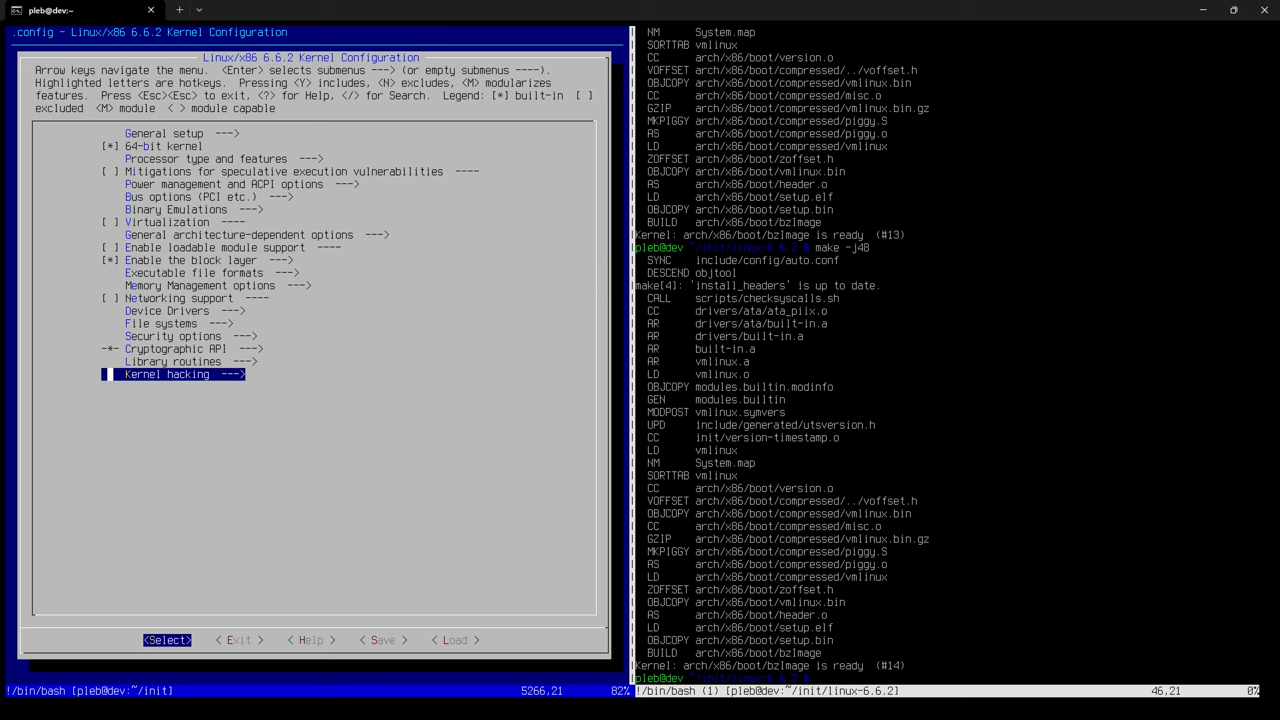 pleb@dev:~
.config - Linux/x86 6.6.2 Kernel Configuration
Linux/x86 6.6.2 Kernel Configuration
Arrow keys navigate the menu.  <Enter> selects submenus ---> (or empty submenus ----).
Highlighted letters are hotkeys.  Pressing <Y> includes, <N> excludes, <M> modularizes
features.  Press <Esc><Esc> to exit, <?> for Help, </> for Search.  Legend: [*] built-in  [ ]
excluded  <M> module  < > module capable
General setup  --->
[*] 64-bit kernel
Processor type and features  --->
[ ] Mitigations for speculative execution vulnerabilities  ----
Power management and ACPI options  --->
Bus options (PCI etc.)  --->
Binary Emulations  --->
[ ] Virtualization  ----
General architecture-dependent options  --->
[ ] Enable loadable module support  ----
[*] Enable the block layer  --->
Executable file formats  --->
Memory Management options  --->
[ ] Networking support  ----
Device Drivers  --->
File systems  --->
Security options  --->
-*- Cryptographic API  --->
Library routines  --->
Kernel hacking  --->
<Select>    < Exit >    < Help >    < Save >    < Load >
!/bin/bash [pleb@dev:~/init]    5266,21    82%
NM      System.map
SORTTAB vmlinux
CC      arch/x86/boot/version.o
VOFFSET arch/x86/boot/compressed/../voffset.h
OBJCOPY arch/x86/boot/compressed/vmlinux.bin
CC      arch/x86/boot/compressed/misc.o
GZIP    arch/x86/boot/compressed/vmlinux.bin.gz
MKPIGGY arch/x86/boot/compressed/piggy.S
AS      arch/x86/boot/compressed/piggy.o
LD      arch/x86/boot/compressed/vmlinux
ZOFFSET arch/x86/boot/zoffset.h
OBJCOPY arch/x86/boot/vmlinux.bin
AS      arch/x86/boot/header.o
LD      arch/x86/boot/setup.elf
OBJCOPY arch/x86/boot/setup.bin
BUILD   arch/x86/boot/bzImage
Kernel: arch/x86/boot/bzImage is ready  (#13)
pleb@dev ~/init/linux-6.6.2 $ make -j48
SYNC    include/config/auto.conf
DESCEND objtool
make[4]: 'install_headers' is up to date.
CALL    scripts/checksyscalls.sh
CC      drivers/ata/ata_piix.o
AR      drivers/ata/built-in.a
AR      drivers/built-in.a
AR      built-in.a
AR      vmlinux.a
LD      vmlinux.o
OBJCOPY modules.builtin.modinfo
GEN     modules.builtin
MODPOST vmlinux.symvers
UPD     include/generated/utsversion.h
CC      init/version-timestamp.o
LD      vmlinux
NM      System.map
SORTTAB vmlinux
CC      arch/x86/boot/version.o
VOFFSET arch/x86/boot/compressed/../voffset.h
OBJCOPY arch/x86/boot/compressed/vmlinux.bin
CC      arch/x86/boot/compressed/misc.o
GZIP    arch/x86/boot/compressed/vmlinux.bin.gz
MKPIGGY arch/x86/boot/compressed/piggy.S
AS      arch/x86/boot/compressed/piggy.o
LD      arch/x86/boot/compressed/vmlinux
ZOFFSET arch/x86/boot/zoffset.h
OBJCOPY arch/x86/boot/vmlinux.bin
AS      arch/x86/boot/header.o
LD      arch/x86/boot/setup.elf
OBJCOPY arch/x86/boot/setup.bin
BUILD   arch/x86/boot/bzImage
Kernel: arch/x86/boot/bzImage is ready  (#14)
pleb@dev ~/init/linux-6.6.2 $
!/bin/bash (1) [pleb@dev:~/init/linux-6.6.2]    46,21    0%